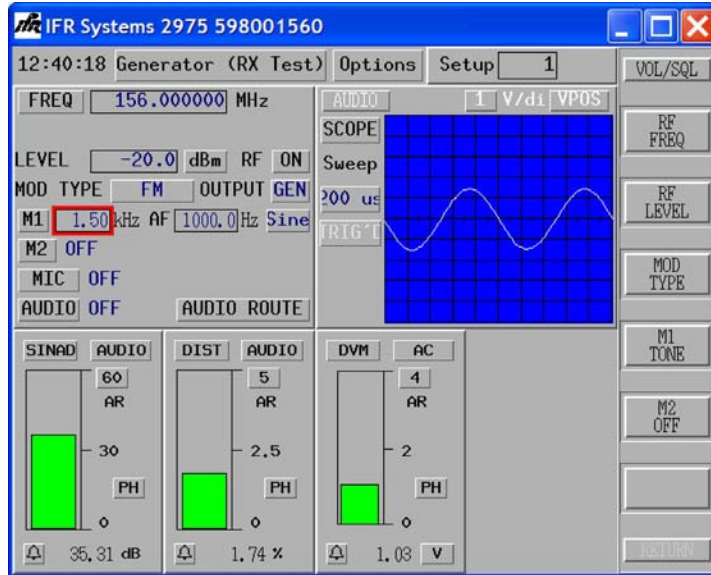 ifr IFR Systems 2975 598001560
12:40:18 Generator (RX Test) Options Setup 1
VOL/SQL
FREQ 156.000000 MHz
LEVEL -20.0 dBm RF ON
MOD TYPE FM OUTPUT GEN
M1 1.50 kHz AF 1000.0 Hz Sine
M2 OFF
MIC OFF
AUDIO OFF AUDIO ROUTE
AUDIO 1 V/di VPOS
SCOPE
Sweep
200 us
TRIG'D
RF
FREQ
RF
LEVEL
MOD
TYPE
M1
TONE
M2
OFF
RETURN
SINAD AUDIO
60
AR
30
PH
0
35.31 dB
DIST AUDIO
5
AR
2.5
PH
0
1.74 %
DVM AC
4
AR
2
PH
0
1.03 V